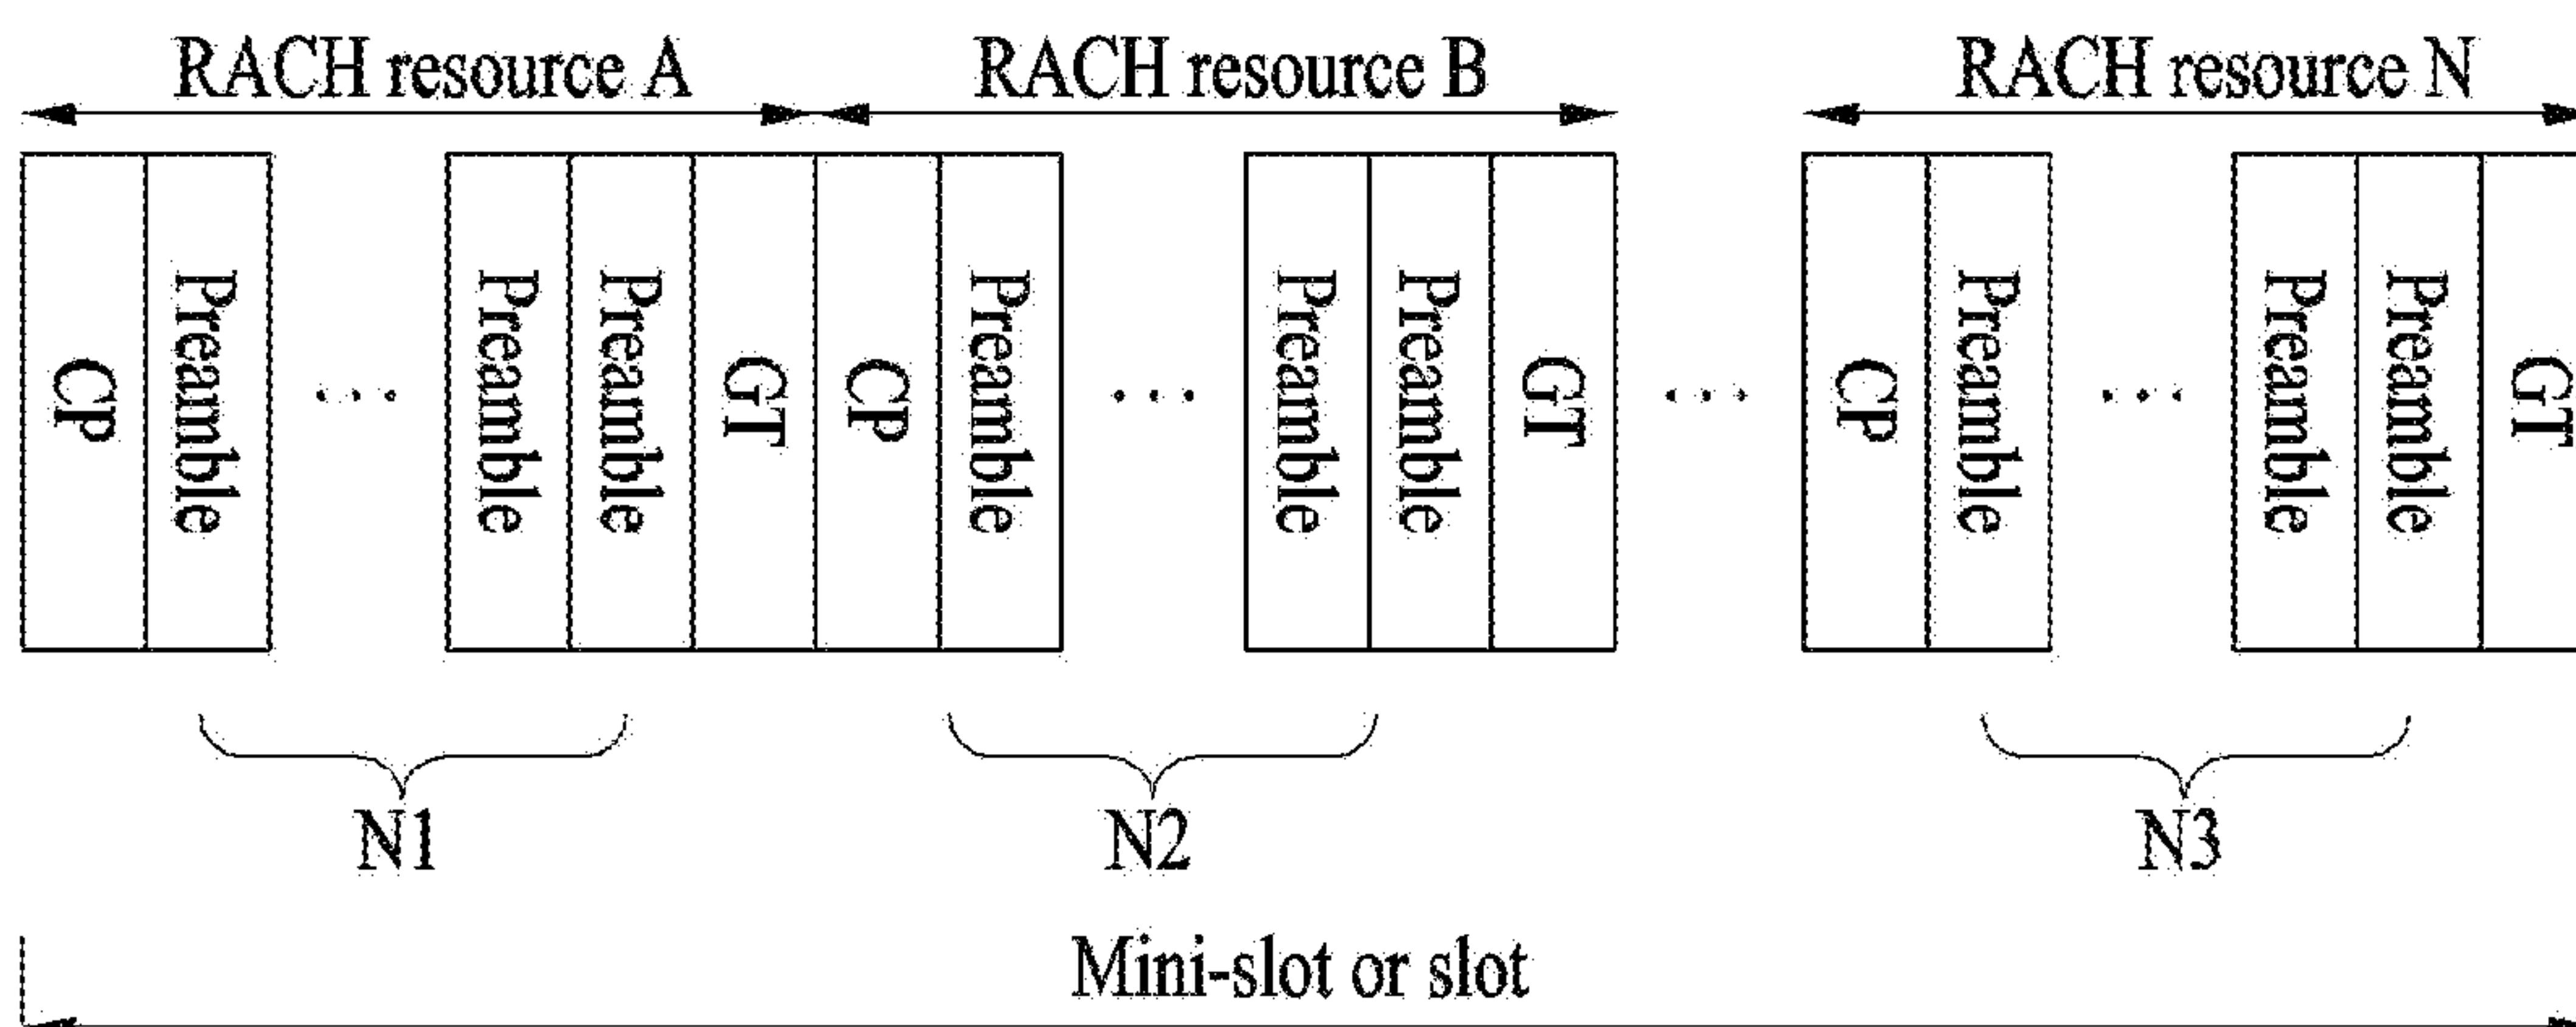 RACH resource A RACH resource B RACH resource N
CP Preamble ... Preamble Preamble GT CP Preamble ... Preamble Preamble GT ... CP Preamble ... Preamble Preamble GT
N1 N2 N3
Mini-slot or slot